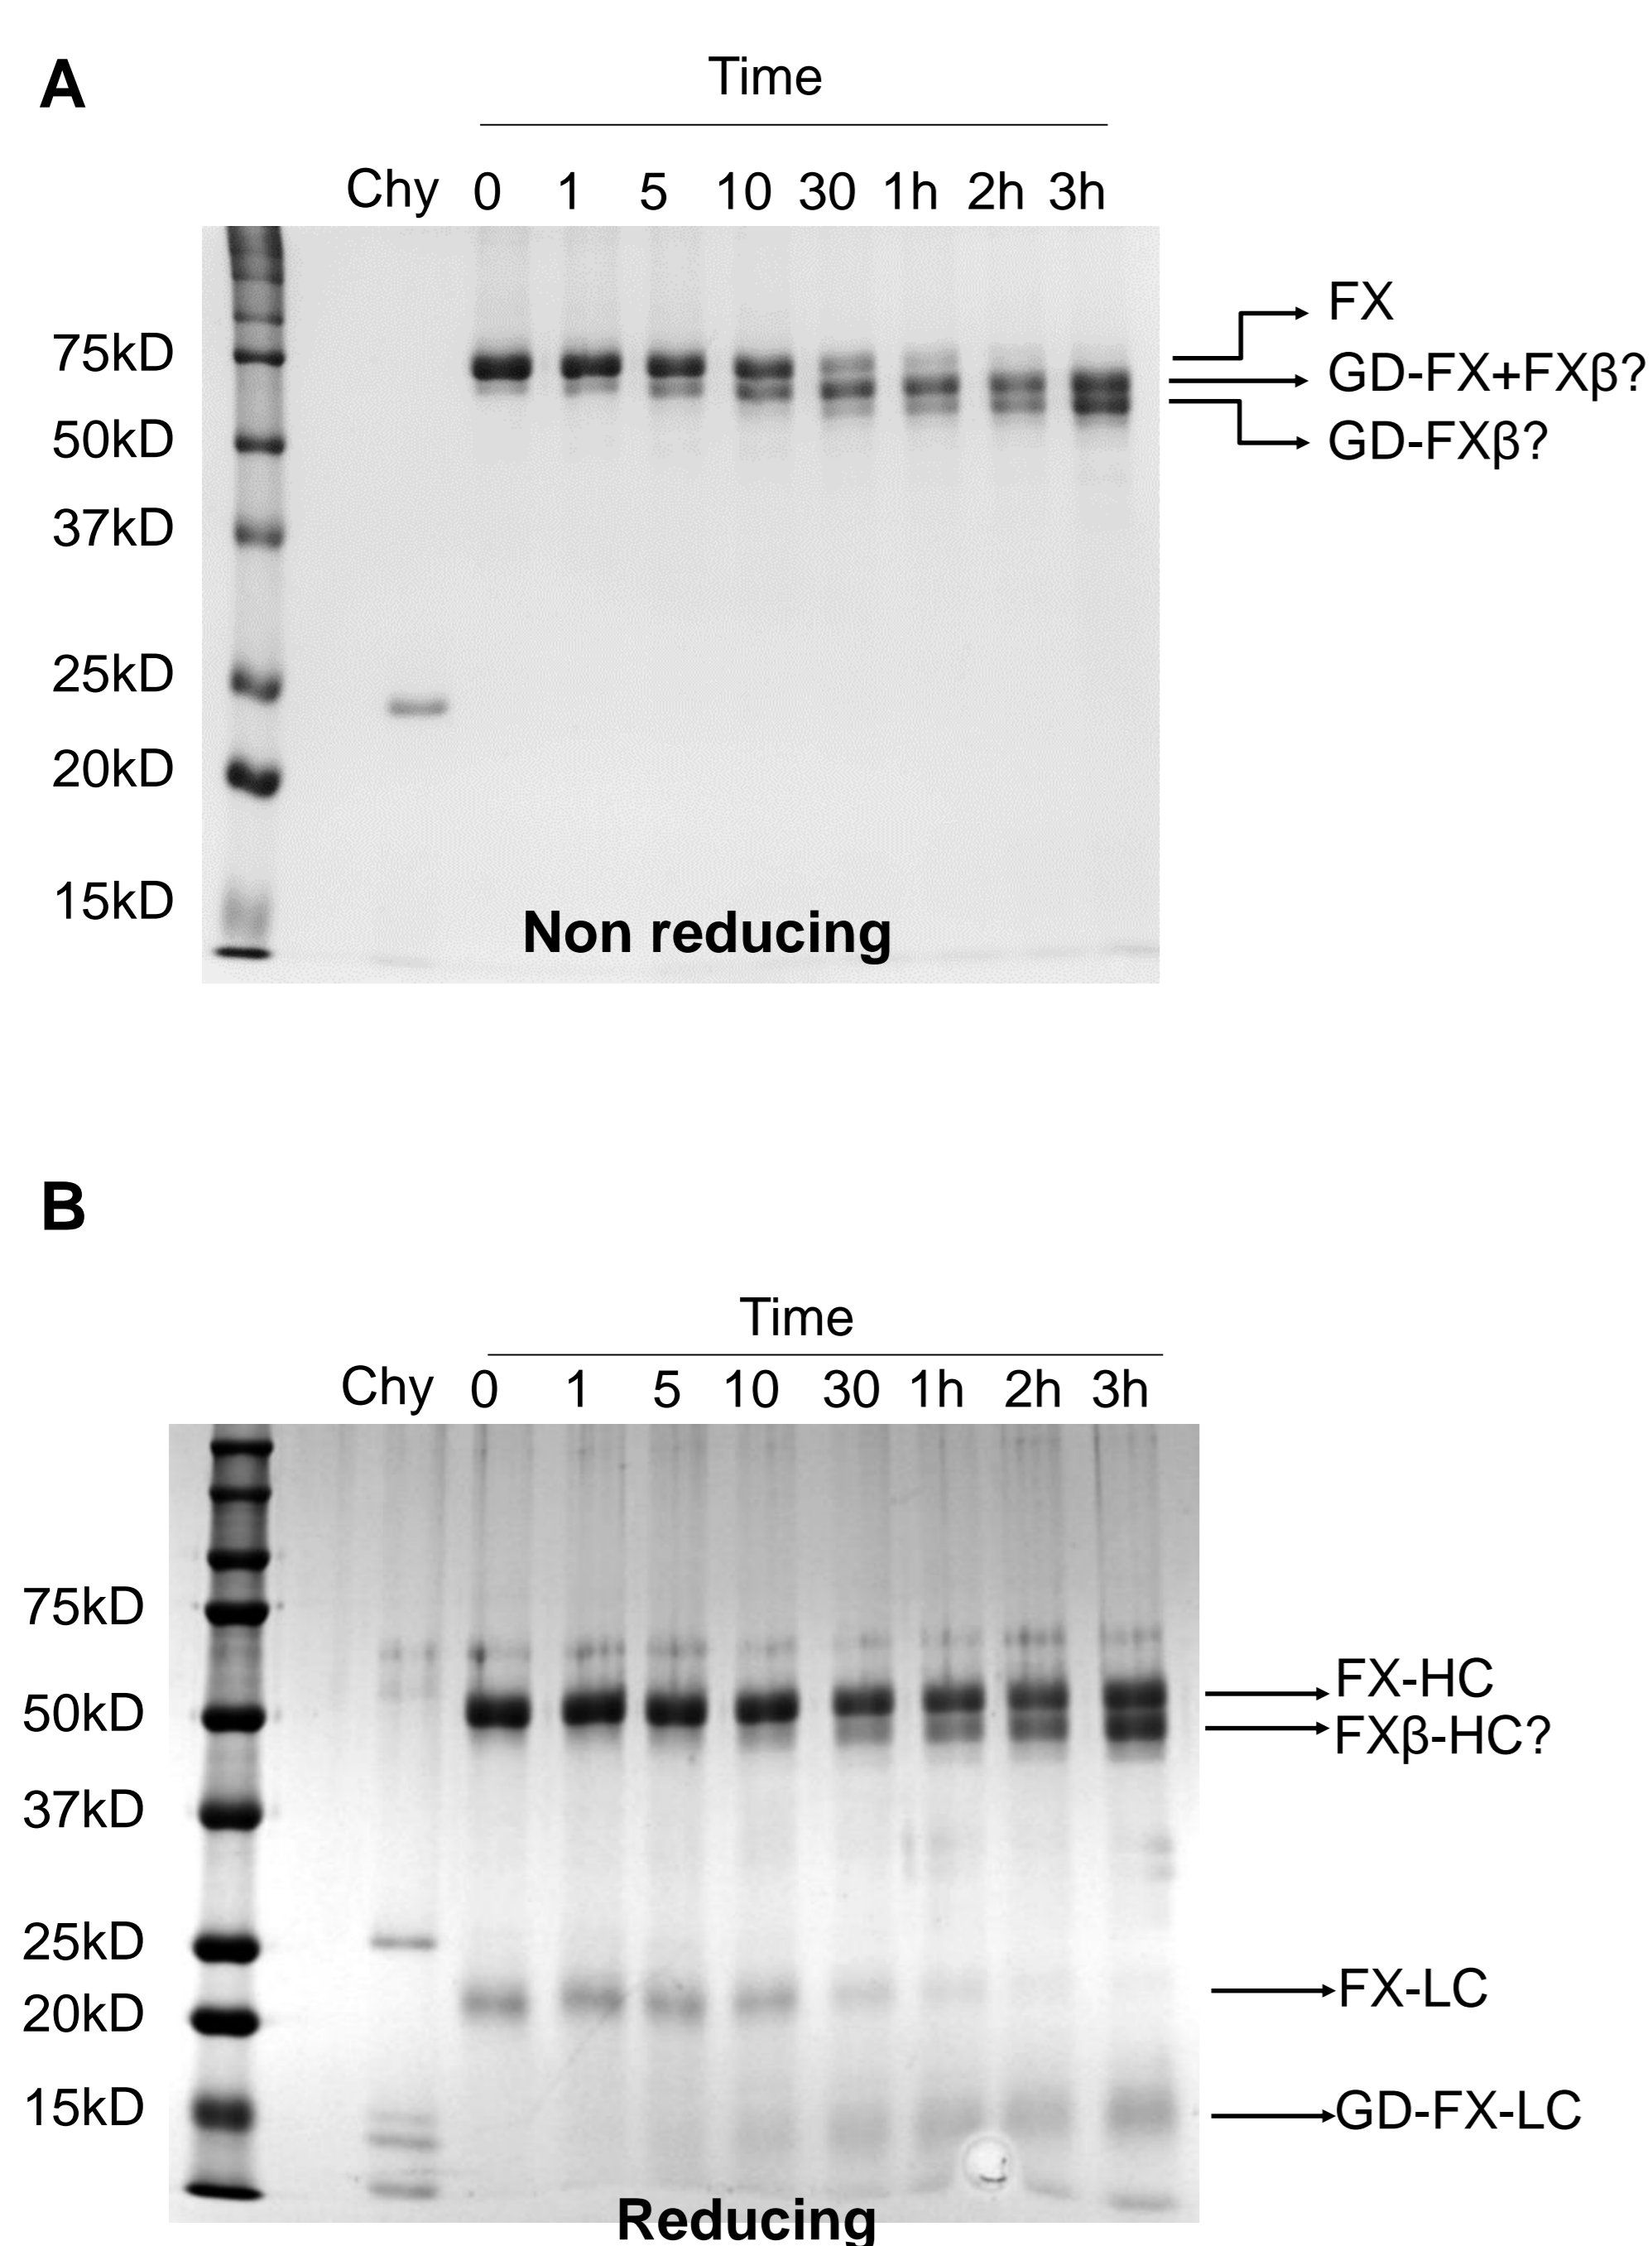 A
Time
Chy 0 1 5 10 30 1h 2h 3h
75kD
50kD
37kD
25kD
20kD
15kD
FX
GD-FX+FXβ?
GD-FXβ?
Non reducing
B
Time
Chy 0 1 5 10 30 1h 2h 3h
75kD
50kD
37kD
25kD
20kD
15kD
FX-HC
FXβ-HC?
FX-LC
GD-FX-LC
Reducing